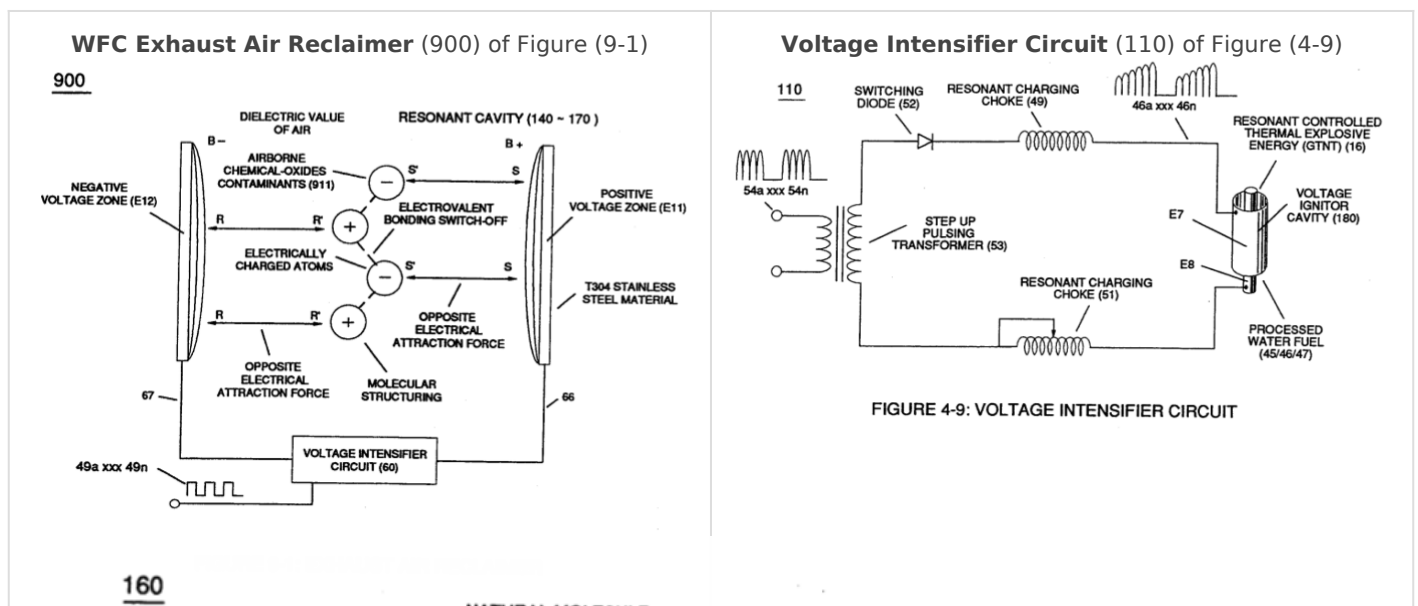 WFC Exhaust Air Reclaimer (900) of Figure (9-1)
900
DIELECTRIC VALUE
OF AIR
RESONANT CAVITY (140 ~ 170 )
B-
B+
AIRBORNE
CHEMICAL-OXIDES
CONTAMINANTS (911)
−
S'
S
NEGATIVE
VOLTAGE ZONE (E12)
POSITIVE
VOLTAGE ZONE (E11)
ELECTROVALENT
BONDING SWITCH-OFF
R
R'
+
ELECTRICALLY
CHARGED ATOMS
−
S'
S
T304 STAINLESS
STEEL MATERIAL
R
R'
+
OPPOSITE
ELECTRICAL
ATTRACTION FORCE
OPPOSITE
ELECTRICAL
ATTRACTION FORCE
MOLECULAR
STRUCTURING
67
66
VOLTAGE INTENSIFIER
CIRCUIT (60)
49a xxx 49n
160
Voltage Intensifier Circuit (110) of Figure (4-9)
110
SWITCHING
DIODE (52)
RESONANT CHARGING
CHOKE (49)
46a xxx 46n
RESONANT CONTROLLED
THERMAL EXPLOSIVE
ENERGY (GTNT) (16)
54a xxx 54n
STEP UP
PULSING
TRANSFORMER (53)
E7
VOLTAGE
IGNITOR
CAVITY (180)
E8
RESONANT CHARGING
CHOKE (51)
PROCESSED
WATER FUEL
(45/46/47)
FIGURE 4-9: VOLTAGE INTENSIFIER CIRCUIT